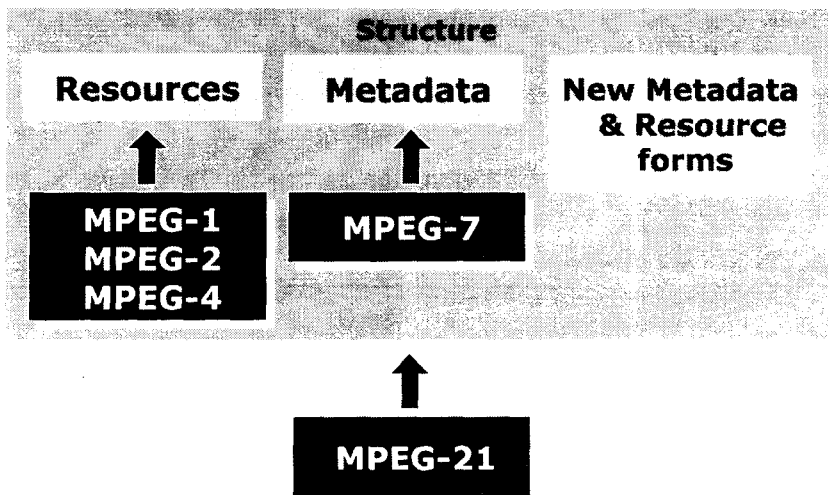 Structure
Resources
Metadata
New Metadata
& Resource
forms
MPEG-1
MPEG-2
MPEG-4
MPEG-7
MPEG-21